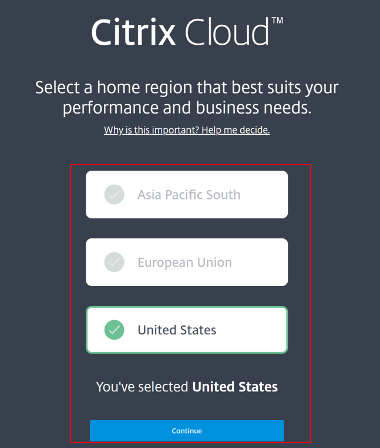 Citrix Cloud™
Select a home region that best suits your
performance and business needs.
Why is this important? Help me decide.
Asia Pacific South
European Union
United States
You've selected United States
Continue